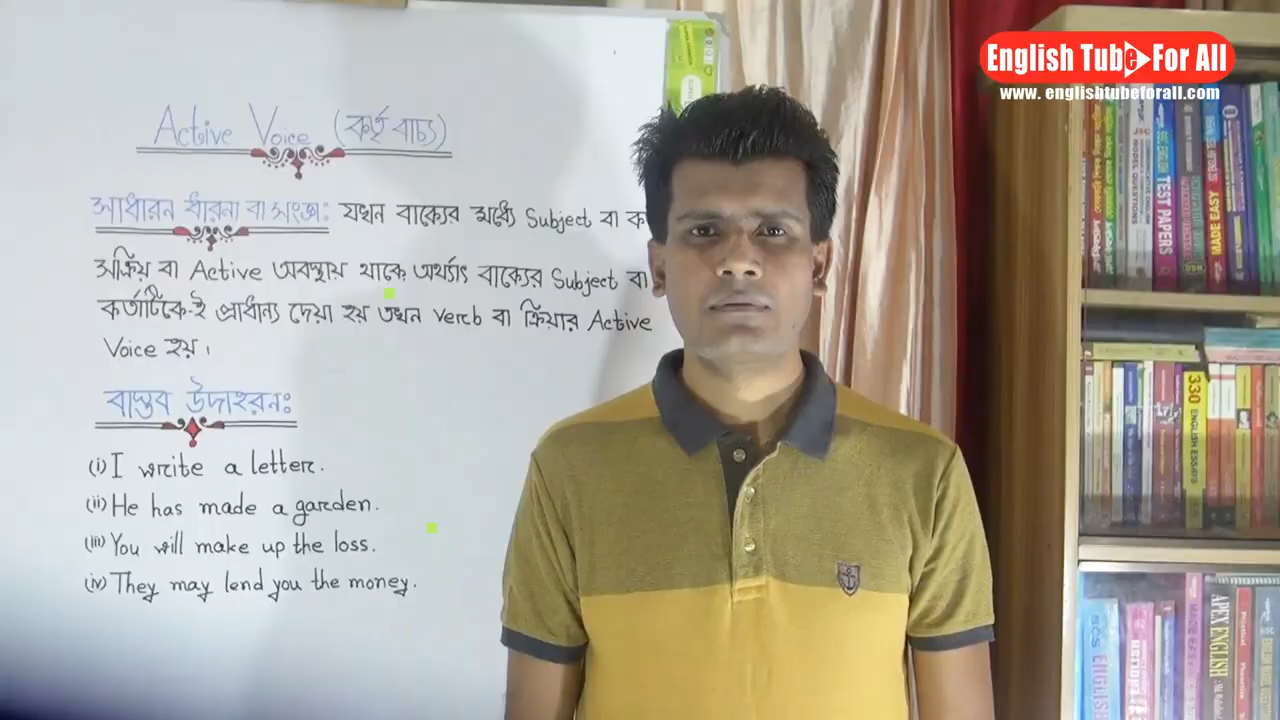 English Tube For All
www.englishtubeforall.com
Active Voice (কর্তৃ বাচ্য)
সাধারন ধারনা বা সংজ্ঞাঃ যখন বাক্যের মধ্যে Subject বা
সক্রিয় বা Active অবস্থায় থাকে অর্থ্যাৎ বাক্যের Subject বা
কর্তাটিকে-ই প্রাধান্য দেয়া হয় তখন Verb বা ক্রিয়ার Active
Voice হয়।
বাস্তব উদাহরনঃ
(i) I write a letter.
(ii) He has made a garden.
(iii) You will make up the loss.
(iv) They may lend you the money.
TEST PAPERS
MADE EASY
MODEL QUESTIONS
330 ENGLISH ESSAYS
APEX ENGLISH